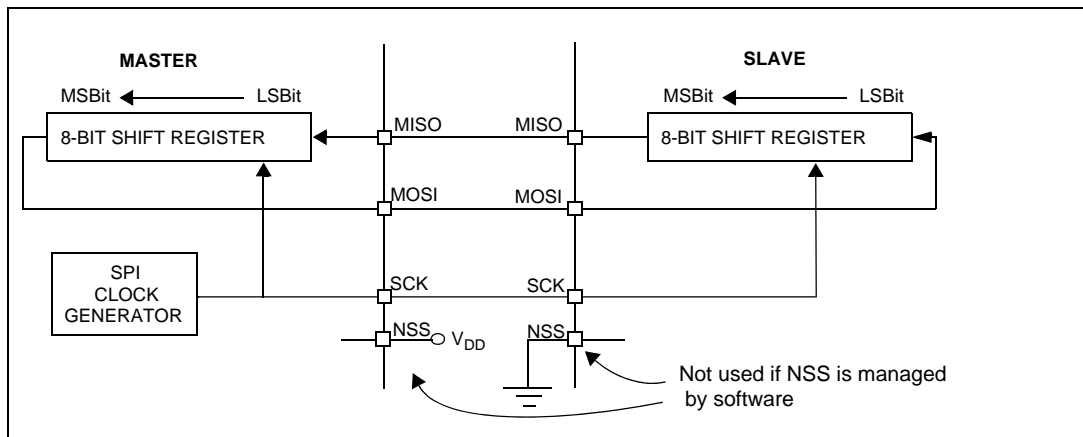 MASTER
SLAVE
MSBit
LSBit
MSBit
LSBit
8-BIT SHIFT REGISTER
MISO
MISO
8-BIT SHIFT REGISTER
MOSI
MOSI
SPI
CLOCK
GENERATOR
SCK
SCK
NSS
VDD
NSS
Not used if NSS is managed
by software